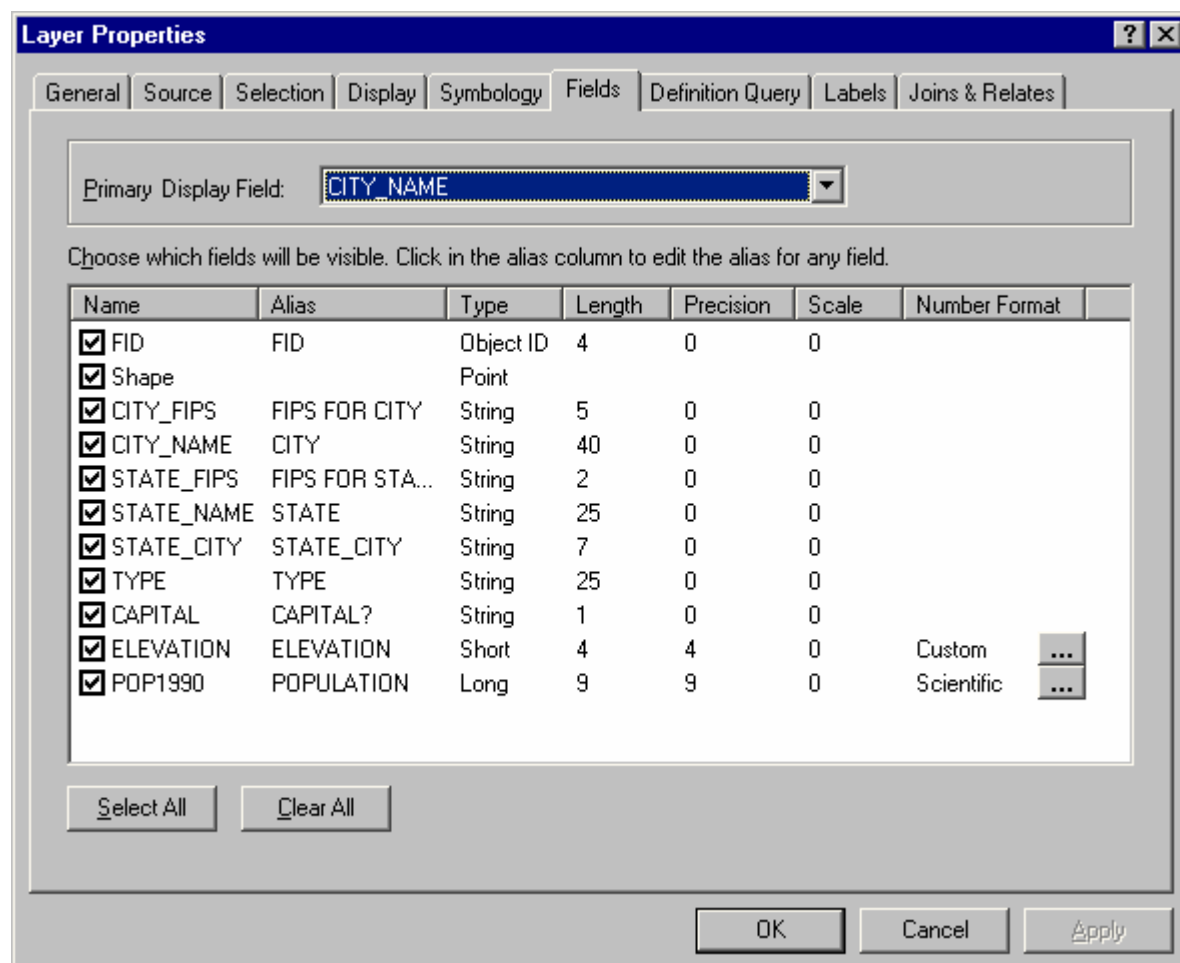 Layer Properties
General Source Selection Display Symbology Fields Definition Query Labels Joins & Relates
Primary Display Field: CITY_NAME
Choose which fields will be visible. Click in the alias column to edit the alias for any field.
Name Alias Type Length Precision Scale Number Format
FID FID Object ID 4 0 0
Shape Point
CITY_FIPS FIPS FOR CITY String 5 0 0
CITY_NAME CITY String 40 0 0
STATE_FIPS FIPS FOR STA... String 2 0 0
STATE_NAME STATE String 25 0 0
STATE_CITY STATE_CITY String 7 0 0
TYPE TYPE String 25 0 0
CAPITAL CAPITAL? String 1 0 0
ELEVATION ELEVATION Short 4 4 0 Custom ...
POP1990 POPULATION Long 9 9 0 Scientific ...
Select All Clear All
OK Cancel Apply